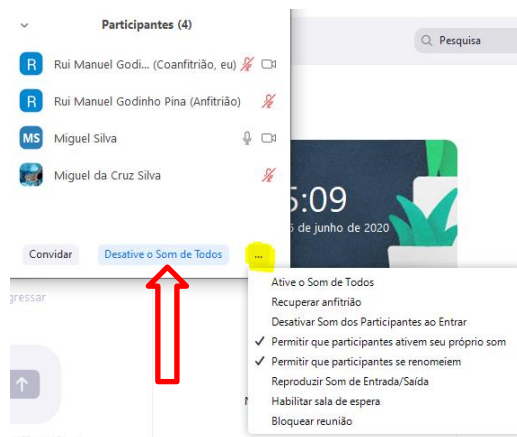 Participantes (4)
Pesquisa
R Rui Manuel Godi... (Coanfitrião, eu)
R Rui Manuel Godinho Pina (Anfitrião)
MS Miguel Silva
Miguel da Cruz Silva
5:09
de junho de 2020
Convidar Desative o Som de Todos ...
gressar
Ative o Som de Todos
Recuperar anfitrião
Desativar Som dos Participantes ao Entrar
✓ Permitir que participantes ativem seu próprio som
✓ Permitir que participantes se renomeiem
Reproduzir Som de Entrada/Saída
Habilitar sala de espera
Bloquear reunião